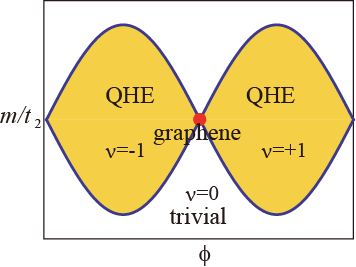 QHE QHE
m/t₂
graphene
ν=-1 ν=+1
ν=0
trivial
ϕ